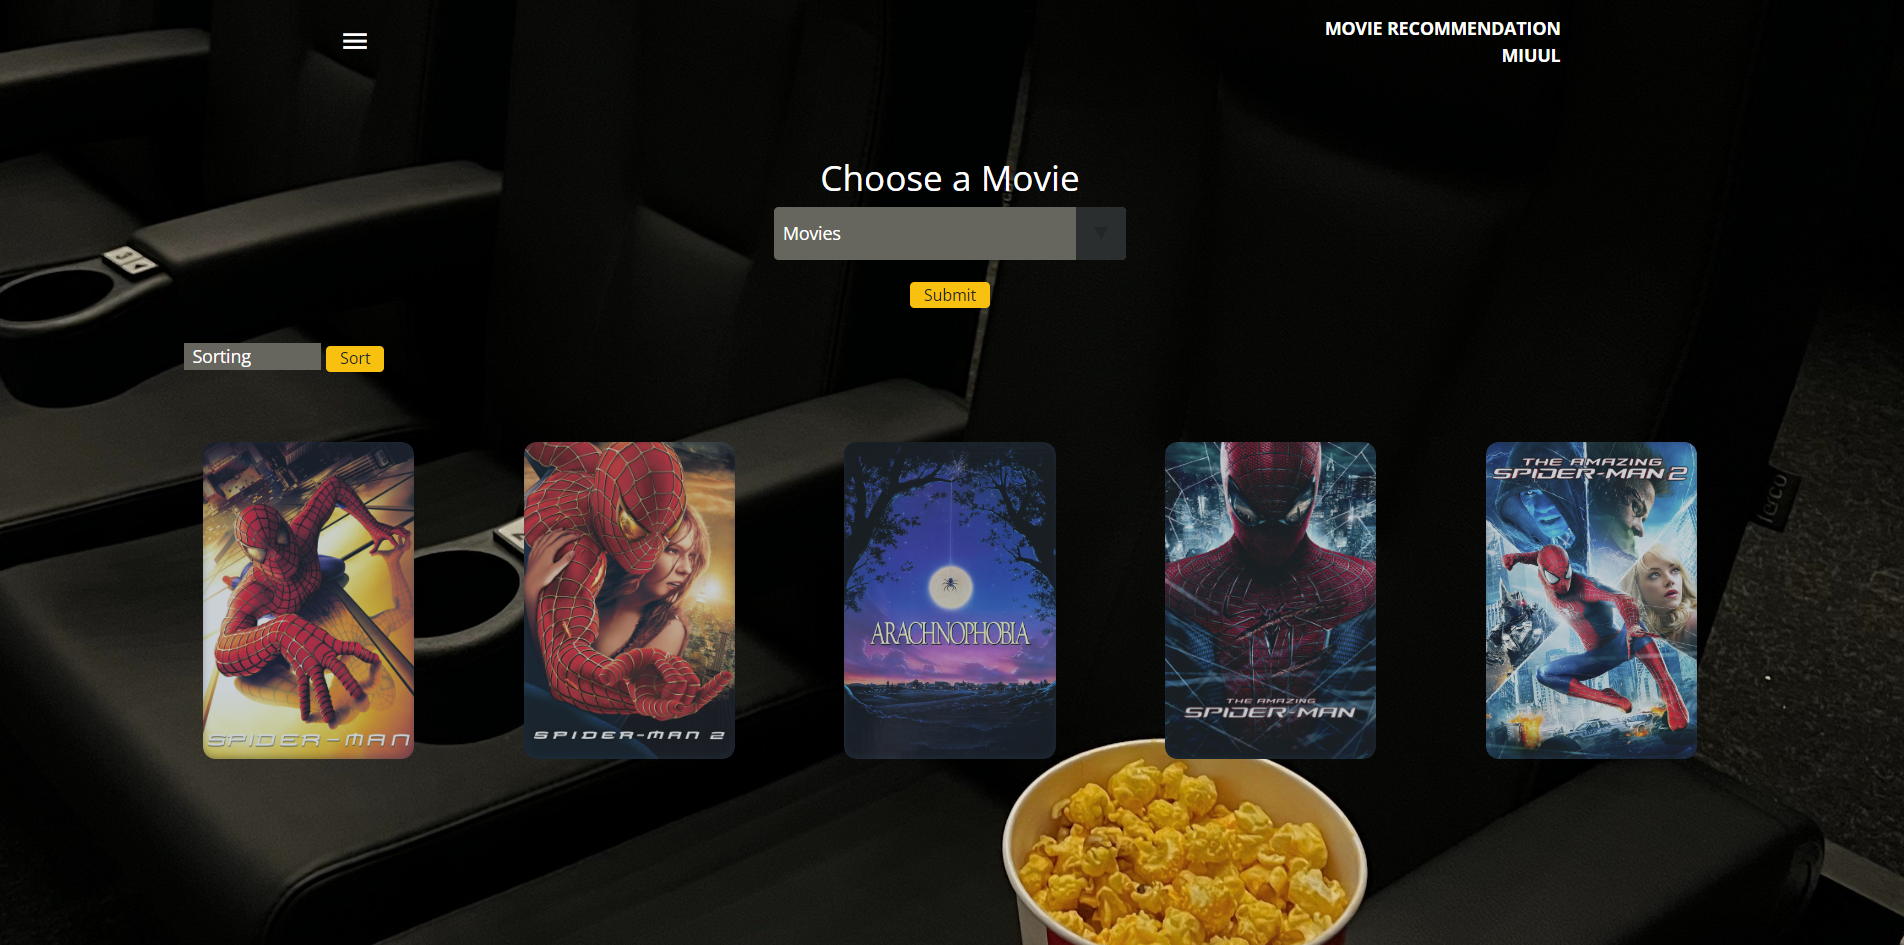 MOVIE RECOMMENDATION
MIUUL
Choose a Movie
Movies
Submit
Sorting
Sort
SPIDER-MAN
SPIDER-MAN 2
ARACHNOPHOBIA
THE AMAZING
SPIDER-MAN
THE AMAZING
SPIDER-MAN 2